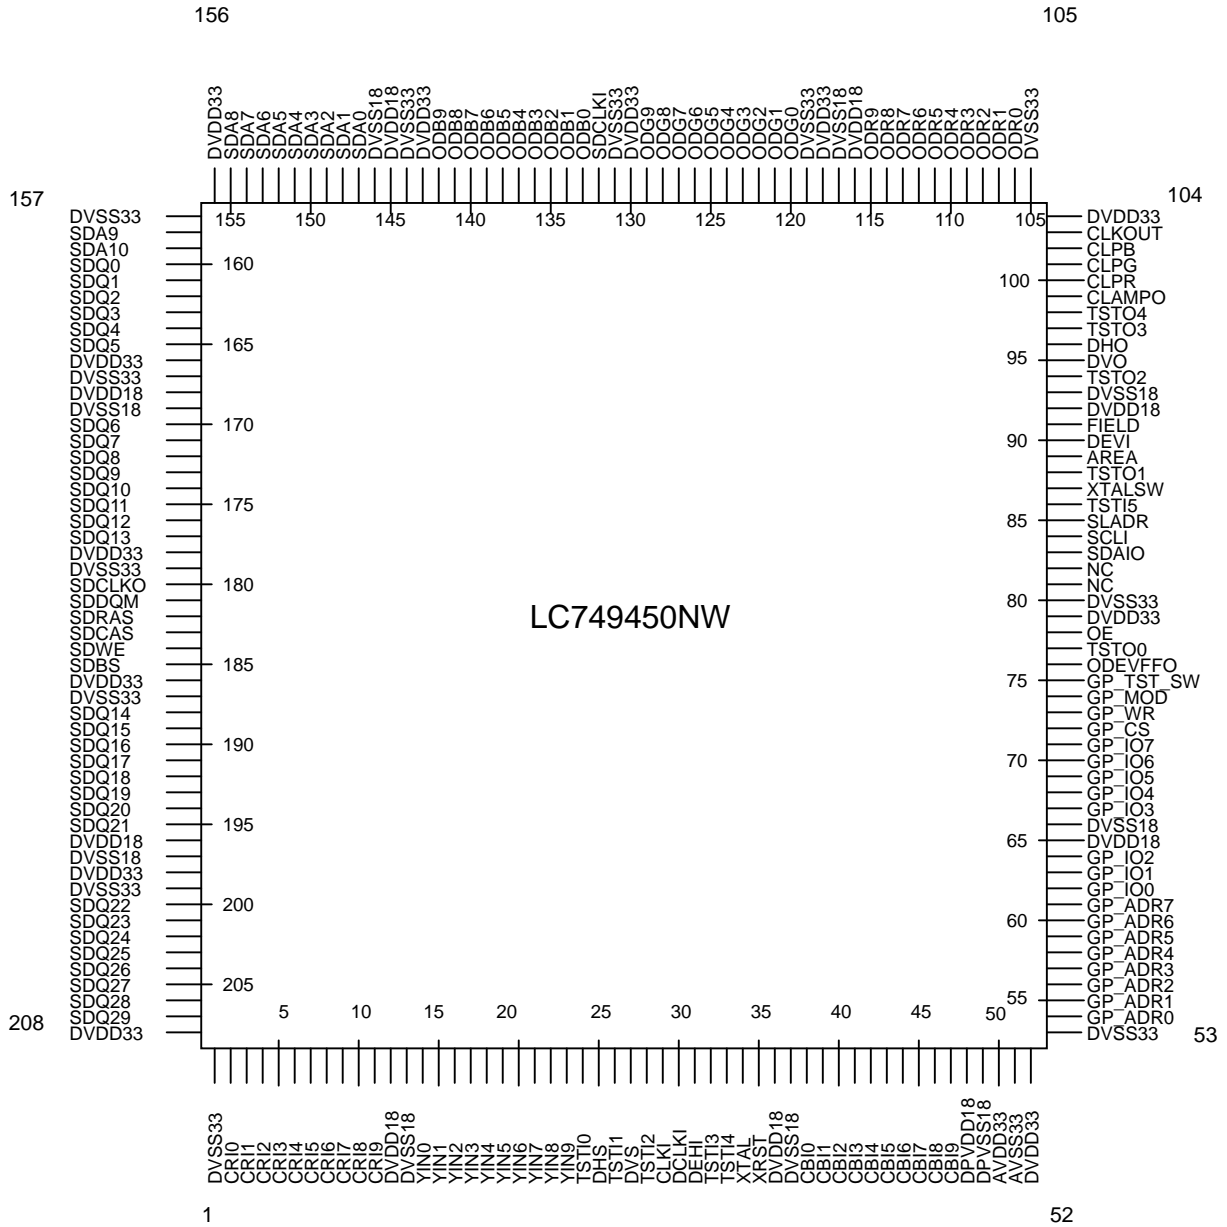 156
105
DVDD33
SDA8
SDA7
SDA6
SDA5
SDA4
SDA3
SDA2
SDA1
SDA0
DVSS18
DVDD18
DVSS33
DVDD33
ODB9
ODB8
ODB7
ODB6
ODB5
ODB4
ODB3
ODB2
ODB1
ODB0
SDCLKI
DVSS33
DVDD33
ODG9
ODG8
ODG7
ODG6
ODG5
ODG4
ODG3
ODG2
ODG1
ODG0
DVSS33
DVDD33
DVSS18
DVDD18
ODR9
ODR8
ODR7
ODR6
ODR5
ODR4
ODR3
ODR2
ODR1
ODR0
DVSS33
157
104
155
150
145
140
135
130
125
120
115
110
105
DVSS33
SDA9
SDA10
SDQ0
SDQ1
SDQ2
SDQ3
SDQ4
SDQ5
DVDD33
DVSS33
DVDD18
DVSS18
SDQ6
SDQ7
SDQ8
SDQ9
SDQ10
SDQ11
SDQ12
SDQ13
DVDD33
DVSS33
SDCLKO
SDDQM
SDRAS
SDCAS
SDWE
SDBS
DVDD33
DVSS33
SDQ14
SDQ15
SDQ16
SDQ17
SDQ18
SDQ19
SDQ20
SDQ21
DVDD18
DVSS18
DVDD33
DVSS33
SDQ22
SDQ23
SDQ24
SDQ25
SDQ26
SDQ27
SDQ28
SDQ29
DVDD33
208
160
165
170
175
180
185
190
195
200
205
LC749450NW
100
95
90
85
80
75
70
65
60
55
DVDD33
CLKOUT
CLPB
CLPG
CLPR
CLAMPO
TSTO4
TSTO3
DHO
DVO
TSTO2
DVSS18
DVDD18
FIELD
DEVI
AREA
TSTO1
XTALSW
TSTI5
SLADR
SCLI
SDAIO
NC
NC
DVSS33
DVDD33
OE
TSTO0
ODEVFFO
GP_TST_SW
GP_MOD
GP_WR
GP_CS
GP_IO7
GP_IO6
GP_IO5
GP_IO4
GP_IO3
DVSS18
DVDD18
GP_IO2
GP_IO1
GP_IO0
GP_ADR7
GP_ADR6
GP_ADR5
GP_ADR4
GP_ADR3
GP_ADR2
GP_ADR1
GP_ADR0
DVSS33
53
5
10
15
20
25
30
35
40
45
50
DVSS33
CRI0
CRI1
CRI2
CRI3
CRI4
CRI5
CRI6
CRI7
CRI8
CRI9
DVDD18
DVSS18
YIN0
YIN1
YIN2
YIN3
YIN4
YIN5
YIN6
YIN7
YIN8
YIN9
TSTI0
DHS
TSTI1
DVS
TSTI2
CLKI
DCLKI
DEHI
TSTI3
TSTI4
XTAL
XRST
DVDD18
DVSS18
CBI0
CBI1
CBI2
CBI3
CBI4
CBI5
CBI6
CBI7
CBI8
CBI9
DPVDD18
DPVSS18
AVDD33
AVSS33
DVDD33
1
52